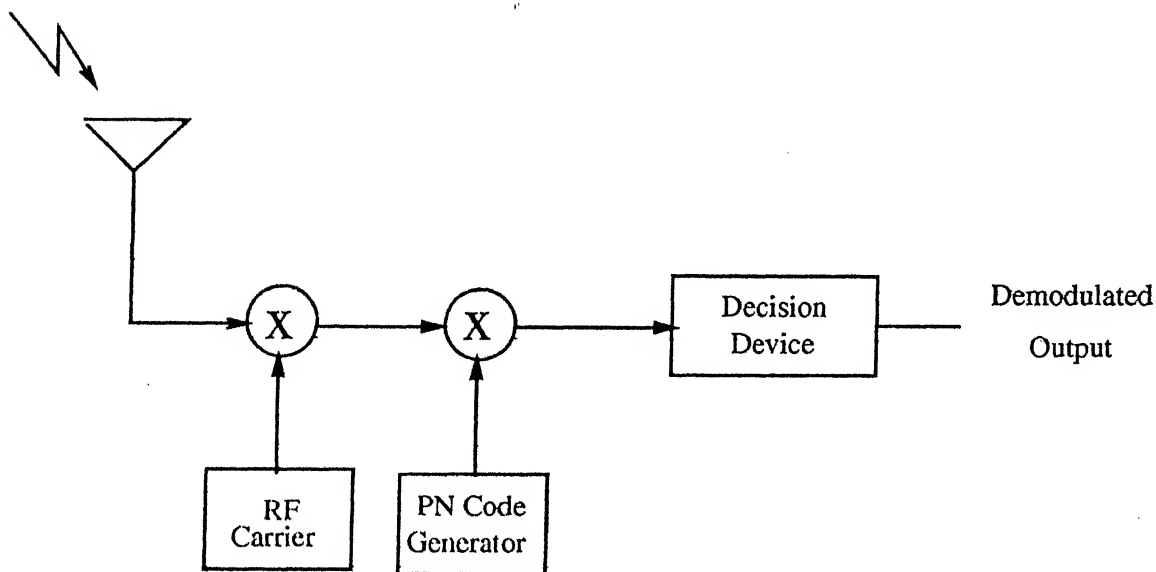 X
X
Decision
Device
Demodulated
Output
RF
Carrier
PN Code
Generator